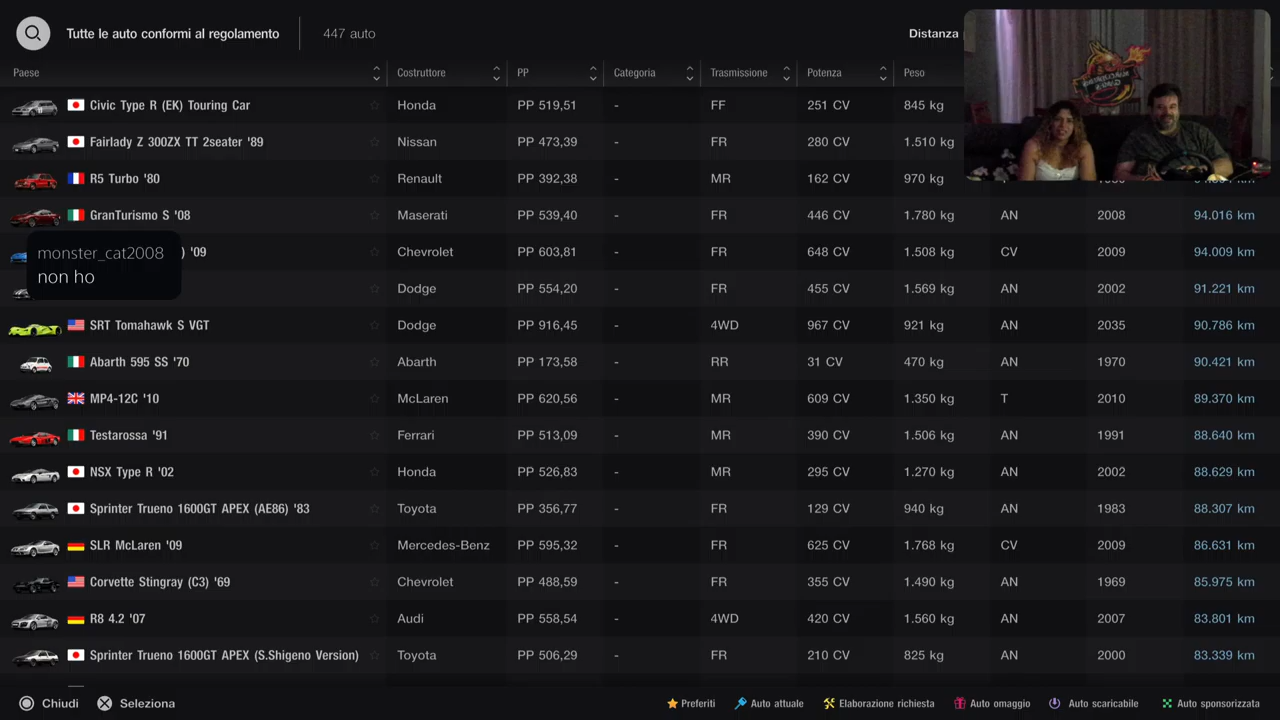 Tutte le auto conformi al regolamento 447 auto Distanza
Paese Costruttore PP Categoria Trasmissione Potenza Peso
Civic Type R (EK) Touring Car Honda PP 519,51 - FF 251 CV 845 kg
Fairlady Z 300ZX TT 2seater '89 Nissan PP 473,39 - FR 280 CV 1.510 kg
R5 Turbo '80 Renault PP 392,38 - MR 162 CV 970 kg
GranTurismo S '08 Maserati PP 539,40 - FR 446 CV 1.780 kg AN 2008 94.016 km
monster_cat2008
non ho
) '09 Chevrolet PP 603,81 - FR 648 CV 1.508 kg CV 2009 94.009 km
Dodge PP 554,20 - FR 455 CV 1.569 kg AN 2002 91.221 km
SRT Tomahawk S VGT Dodge PP 916,45 - 4WD 967 CV 921 kg AN 2035 90.786 km
Abarth 595 SS '70 Abarth PP 173,58 - RR 31 CV 470 kg AN 1970 90.421 km
MP4-12C '10 McLaren PP 620,56 - MR 609 CV 1.350 kg T 2010 89.370 km
Testarossa '91 Ferrari PP 513,09 - MR 390 CV 1.506 kg AN 1991 88.640 km
NSX Type R '02 Honda PP 526,83 - MR 295 CV 1.270 kg AN 2002 88.629 km
Sprinter Trueno 1600GT APEX (AE86) '83 Toyota PP 356,77 - FR 129 CV 940 kg AN 1983 88.307 km
SLR McLaren '09 Mercedes-Benz PP 595,32 - FR 625 CV 1.768 kg CV 2009 86.631 km
Corvette Stingray (C3) '69 Chevrolet PP 488,59 - FR 355 CV 1.490 kg AN 1969 85.975 km
R8 4.2 '07 Audi PP 558,54 - 4WD 420 CV 1.560 kg AN 2007 83.801 km
Sprinter Trueno 1600GT APEX (S.Shigeno Version) Toyota PP 506,29 - FR 210 CV 825 kg AN 2000 83.339 km
Chiudi Seleziona Preferiti Auto attuale Elaborazione richiesta Auto omaggio Auto scaricabile Auto sponsorizzata